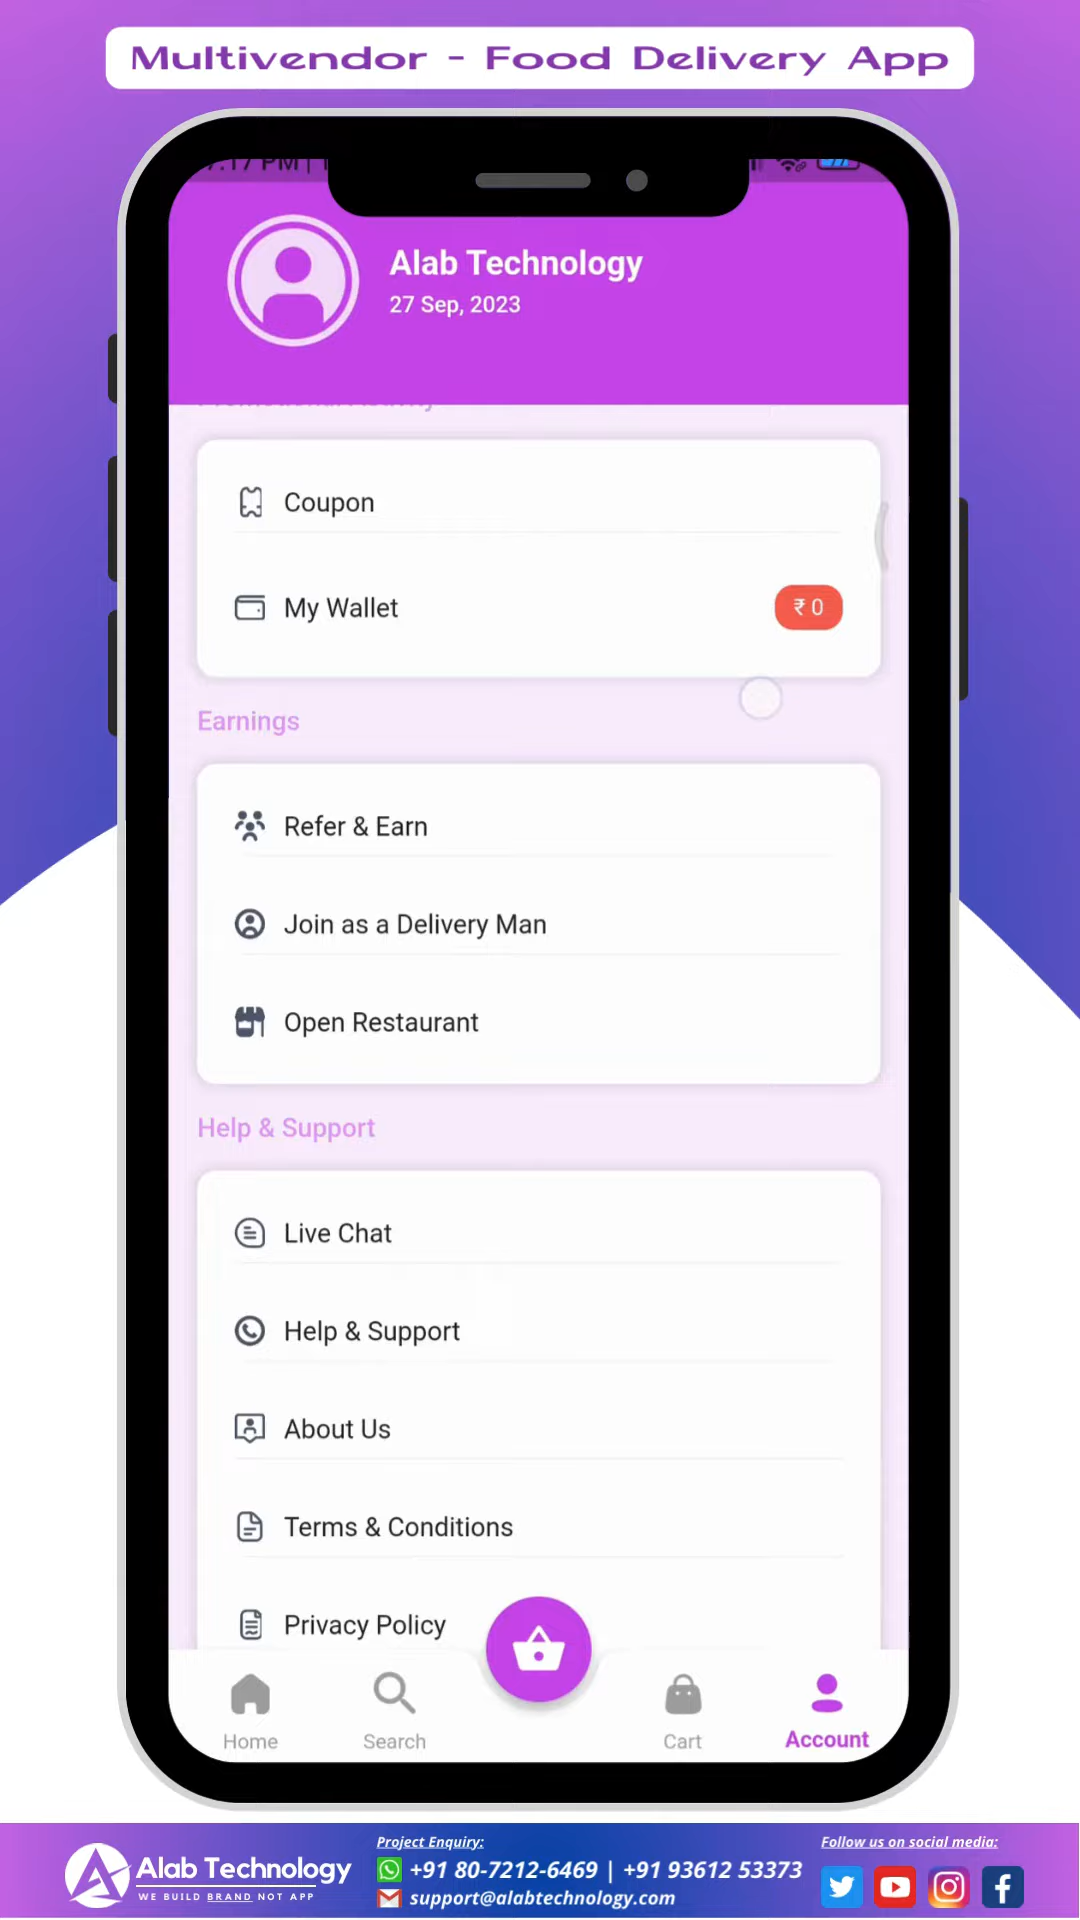 Multivendor - Food Delivery App
Alab Technology
27 Sep, 2023
Coupon
My Wallet
₹ 0
Earnings
Refer & Earn
Join as a Delivery Man
Open Restaurant
Help & Support
Live Chat
Help & Support
About Us
Terms & Conditions
Privacy Policy
Home
Search
Cart
Account
Alab Technology
WE BUILD BRAND NOT APP
Project Enquiry:
+91 80-7212-6469 | +91 93612 53373
support@alabtechnology.com
Follow us on social media: